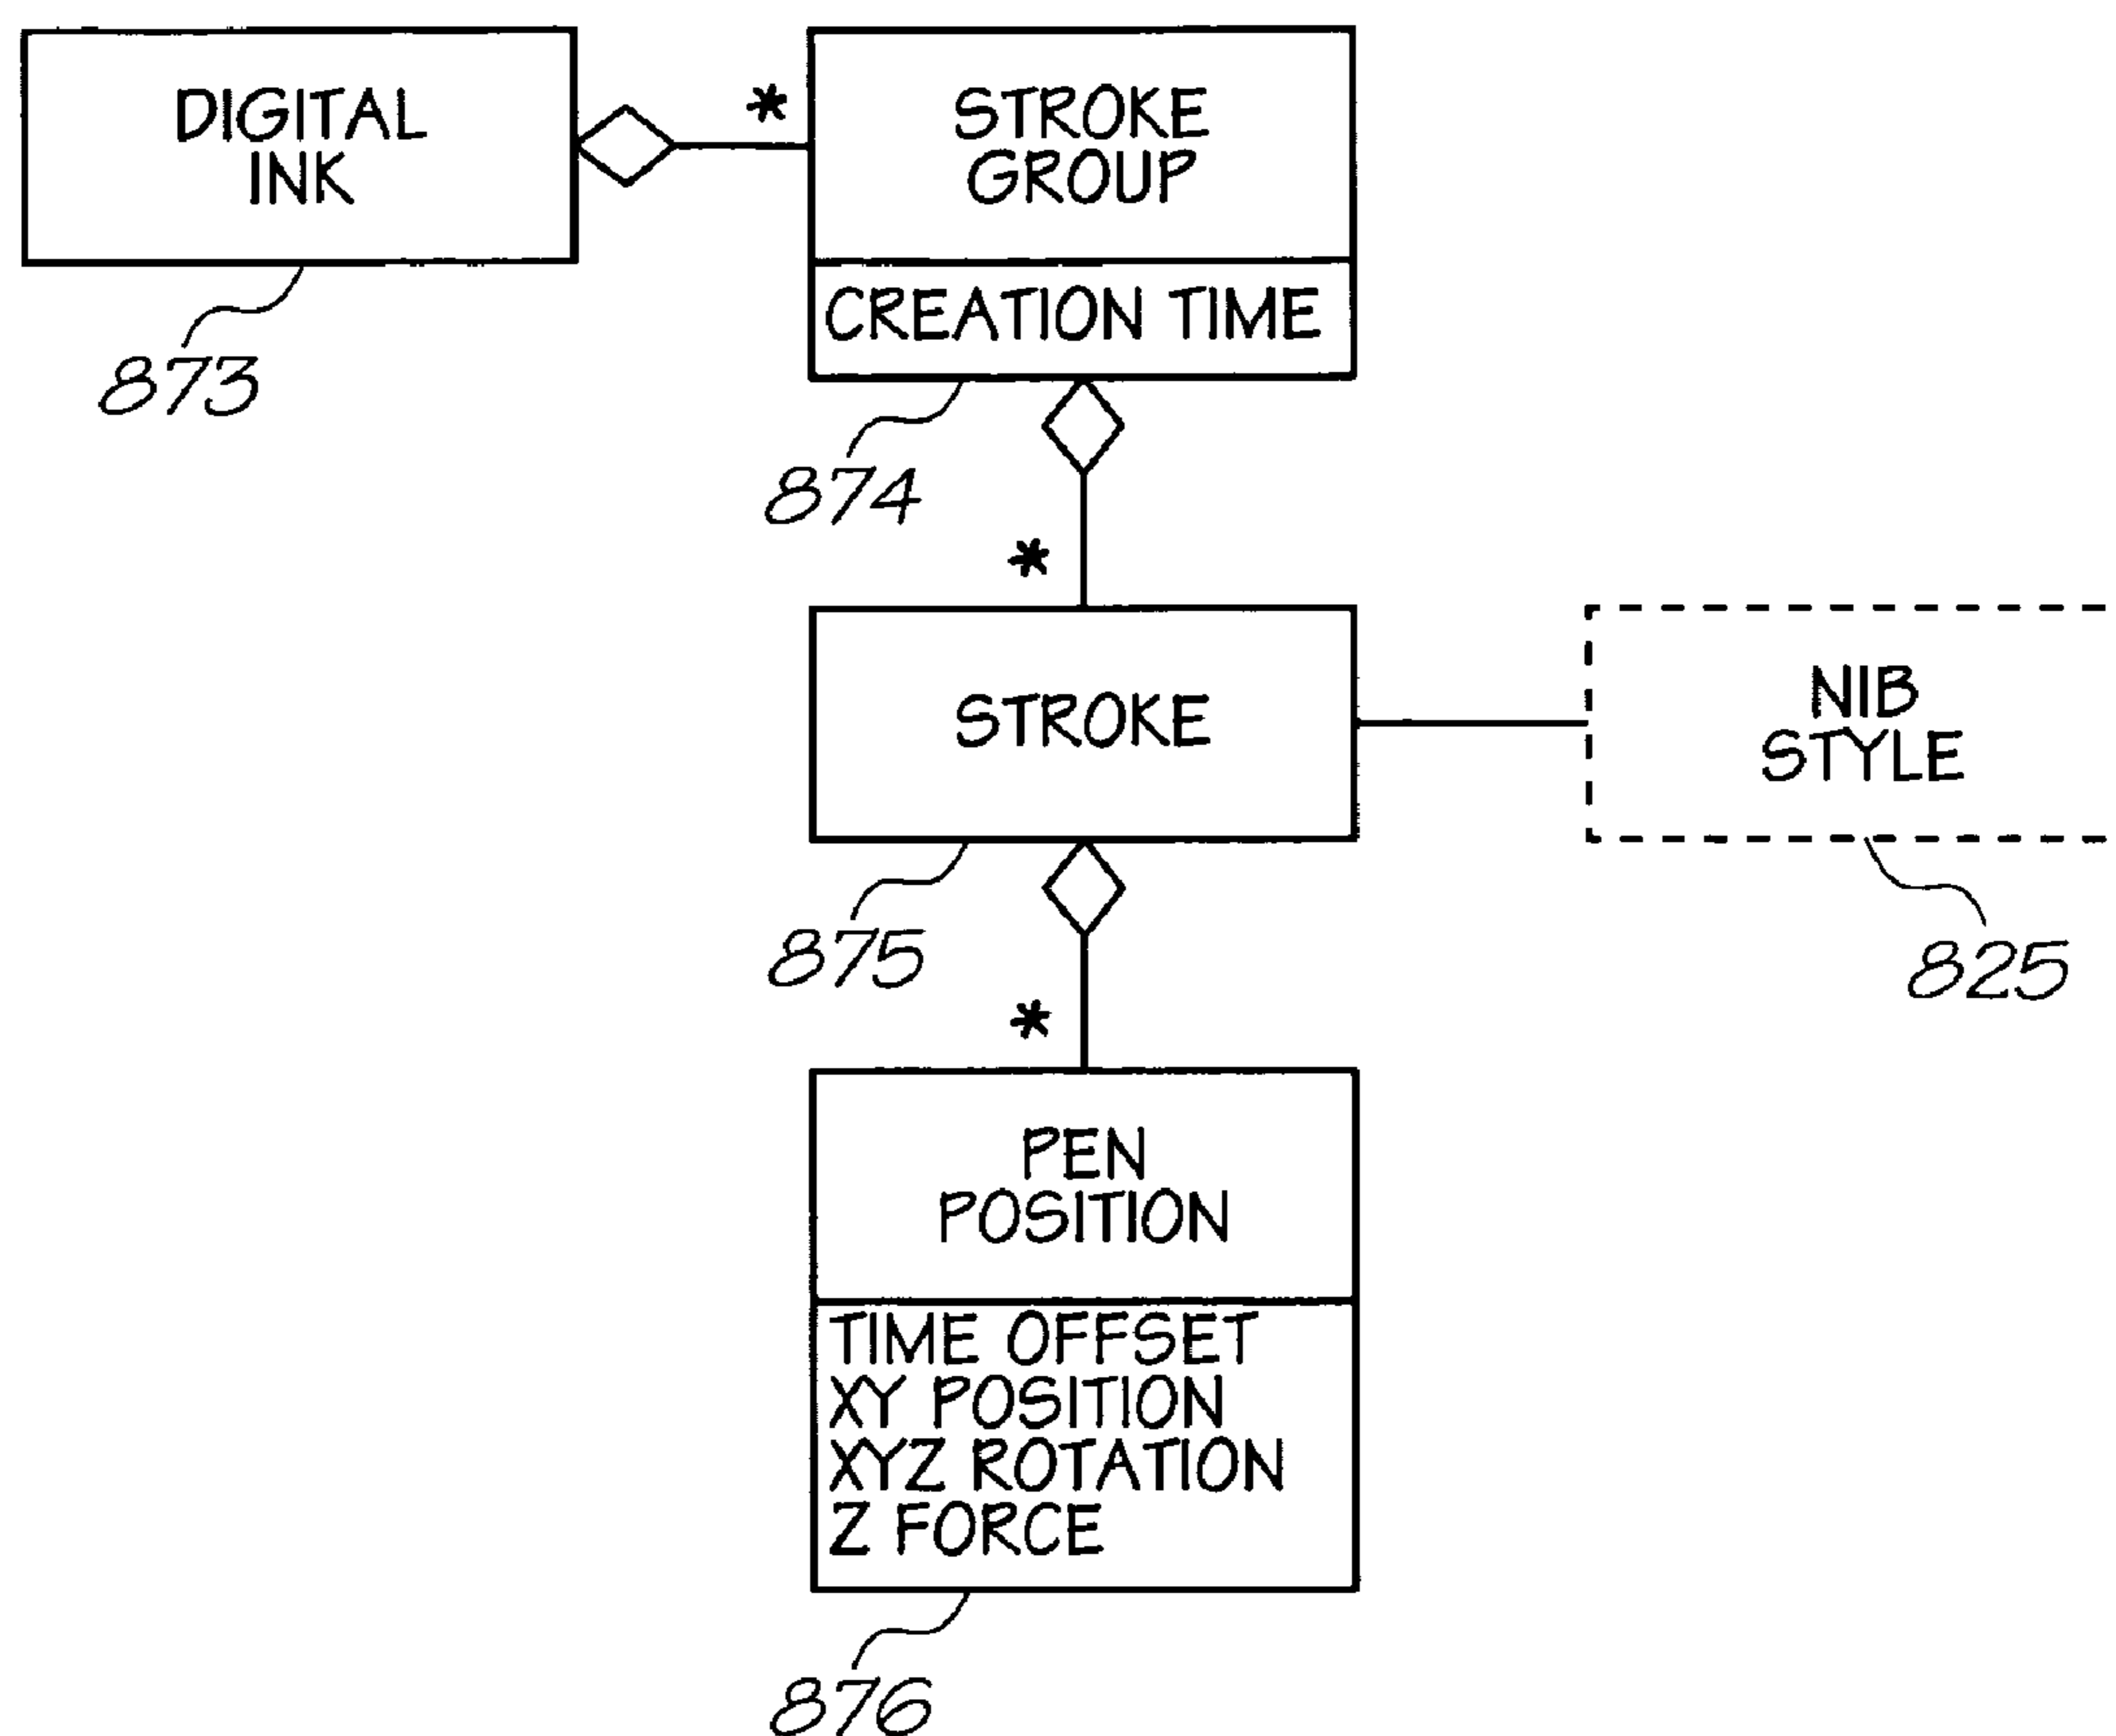 DIGITAL
INK
*
STROKE
GROUP
CREATION TIME
873
874
*
STROKE
NIB
STYLE
875
825
*
PEN
POSITION
TIME OFFSET
XY POSITION
XYZ ROTATION
Z FORCE
876